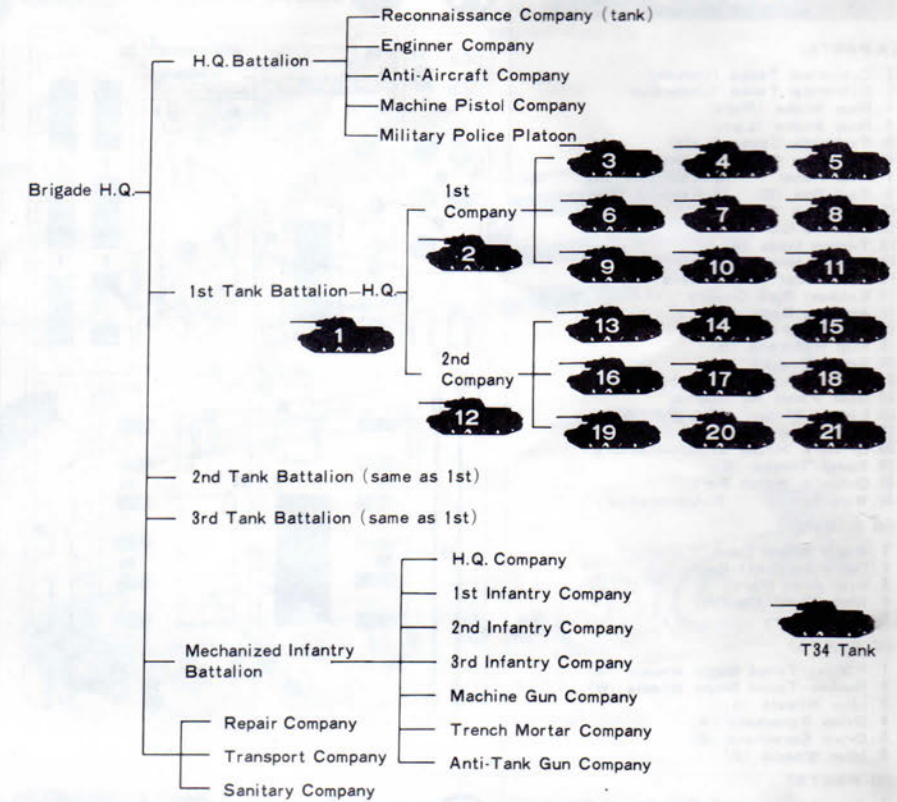 Reconnaissance Company (tank)
H.Q. Battalion
Enginner Company
Anti-Aircraft Company
Machine Pistol Company
Military Police Platoon
Brigade H.Q.
1st Tank Battalion H.Q.
1
1st
Company
2
3 4 5
6 7 8
9 10 11
2nd
Company
12
13 14 15
16 17 18
19 20 21
2nd Tank Battalion (same as 1st)
3rd Tank Battalion (same as 1st)
Mechanized Infantry
Battalion
H.Q. Company
1st Infantry Company
2nd Infantry Company
3rd Infantry Company
Machine Gun Company
Trench Mortar Company
Anti-Tank Gun Company
Repair Company
Transport Company
Sanitary Company
T34 Tank